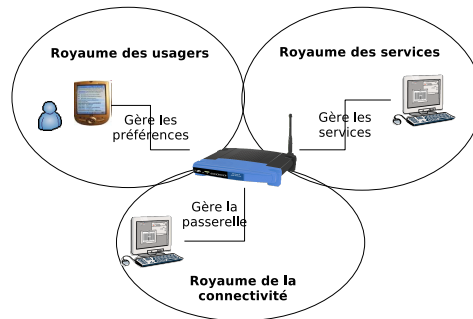 Royaume des usagers
Gère les
préférences
Royaume des services
Gère les
services
Gère la
passerelle
Royaume de la
connectivité